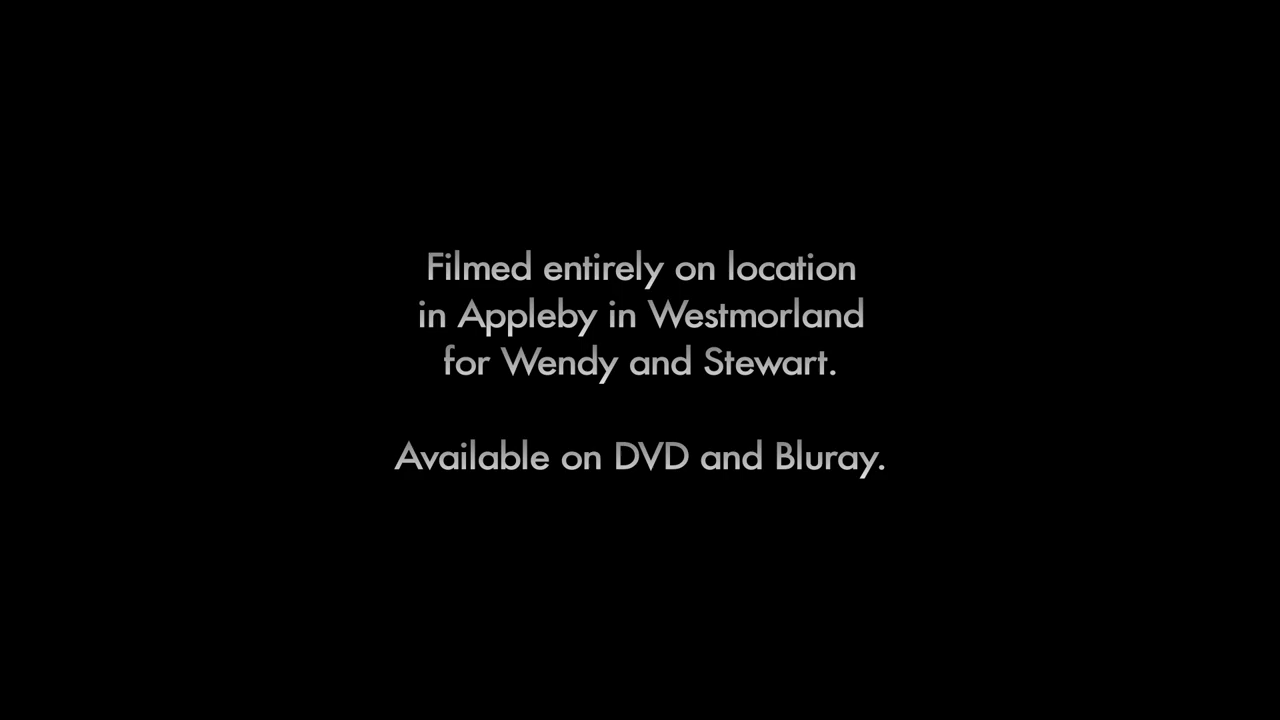 Filmed entirely on location
in Appleby in Westmorland
for Wendy and Stewart.
Available on DVD and Bluray.